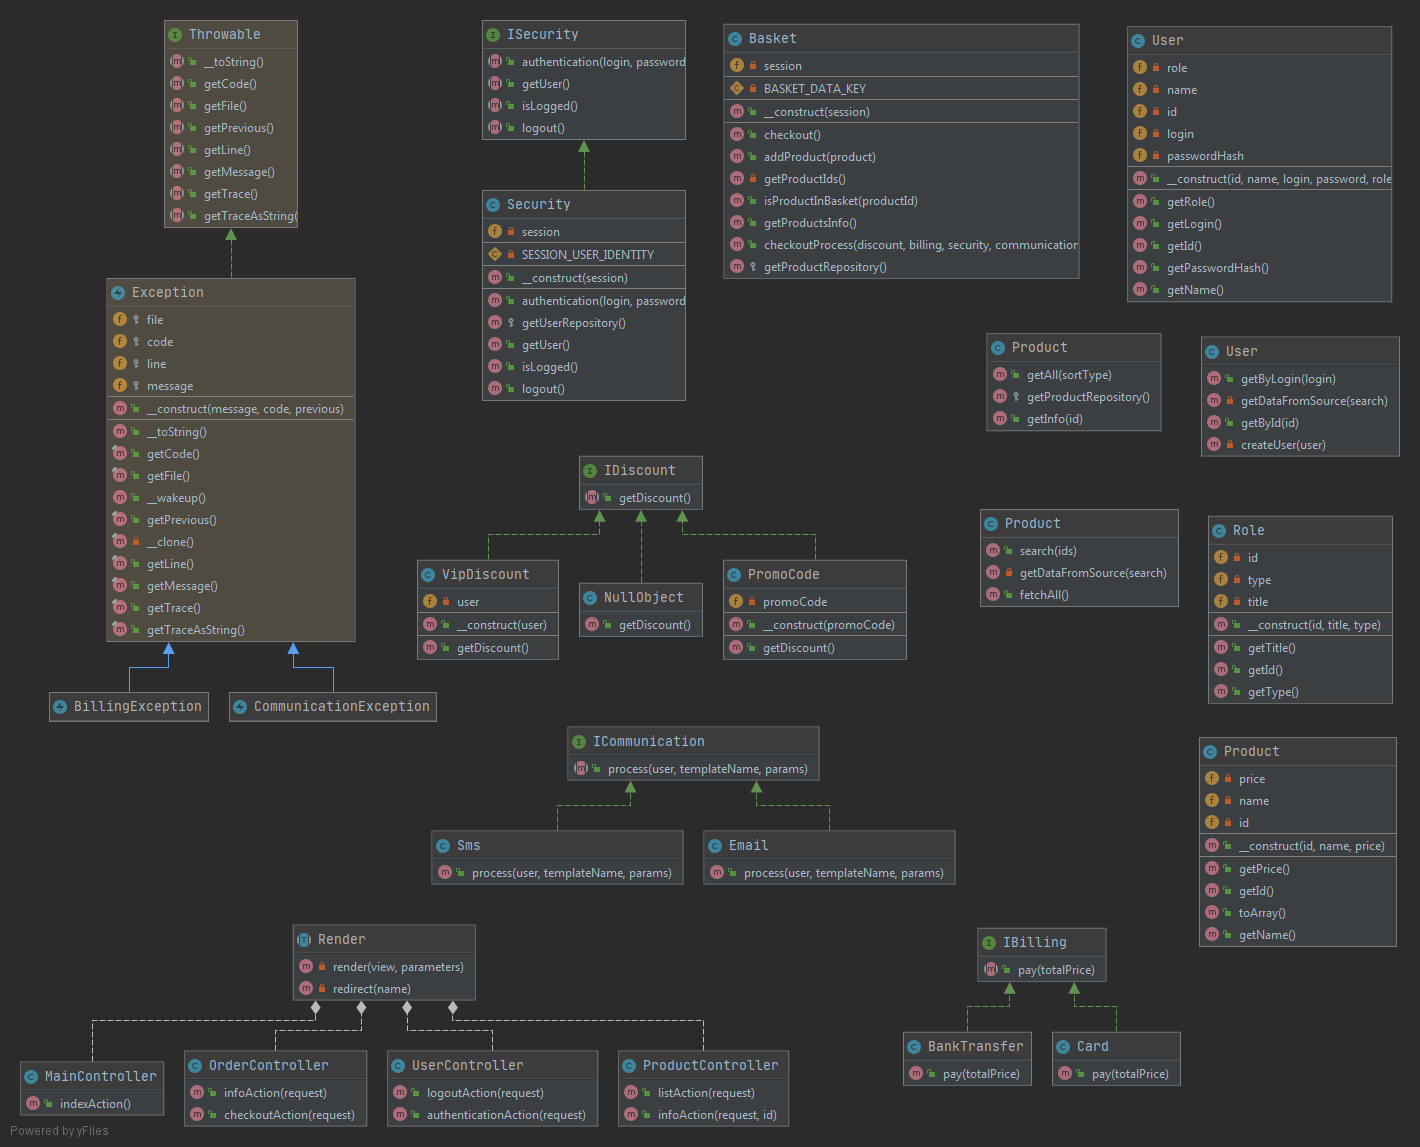 Throwable
__toString()
getCode()
getFile()
getPrevious()
getLine()
getMessage()
getTrace()
getTraceAsString(
Exception
file
code
line
message
__construct(message, code, previous)
__toString()
getCode()
getFile()
__wakeup()
getPrevious()
__clone()
getLine()
getMessage()
getTrace()
getTraceAsString()
BillingException
CommunicationException
ISecurity
authentication(login, password
getUser()
isLogged()
logout()
Security
session
SESSION_USER_IDENTITY
__construct(session)
authentication(login, password
getUserRepository()
getUser()
isLogged()
logout()
Basket
session
BASKET_DATA_KEY
__construct(session)
checkout()
addProduct(product)
getProductIds()
isProductInBasket(productId)
getProductsInfo()
checkoutProcess(discount, billing, security, communication
getProductRepository()
User
role
name
id
login
passwordHash
__construct(id, name, login, password, role
getRole()
getLogin()
getId()
getPasswordHash()
getName()
Product
getAll(sortType)
getProductRepository()
getInfo(id)
User
getByLogin(login)
getDataFromSource(search)
getById(id)
createUser(user)
IDiscount
getDiscount()
VipDiscount
user
__construct(user)
getDiscount()
NullObject
getDiscount()
PromoCode
promoCode
__construct(promoCode)
getDiscount()
Product
search(ids)
getDataFromSource(search)
fetchAll()
Role
id
type
title
__construct(id, title, type)
getTitle()
getId()
getType()
ICommunication
process(user, templateName, params)
Sms
process(user, templateName, params)
Email
process(user, templateName, params)
Product
price
name
id
__construct(id, name, price)
getPrice()
getId()
toArray()
getName()
Render
render(view, parameters)
redirect(name)
MainController
indexAction()
OrderController
infoAction(request)
checkoutAction(request)
UserController
logoutAction(request)
authenticationAction(request)
ProductController
listAction(request)
infoAction(request, id)
IBilling
pay(totalPrice)
BankTransfer
pay(totalPrice)
Card
pay(totalPrice)
Powered by yFiles